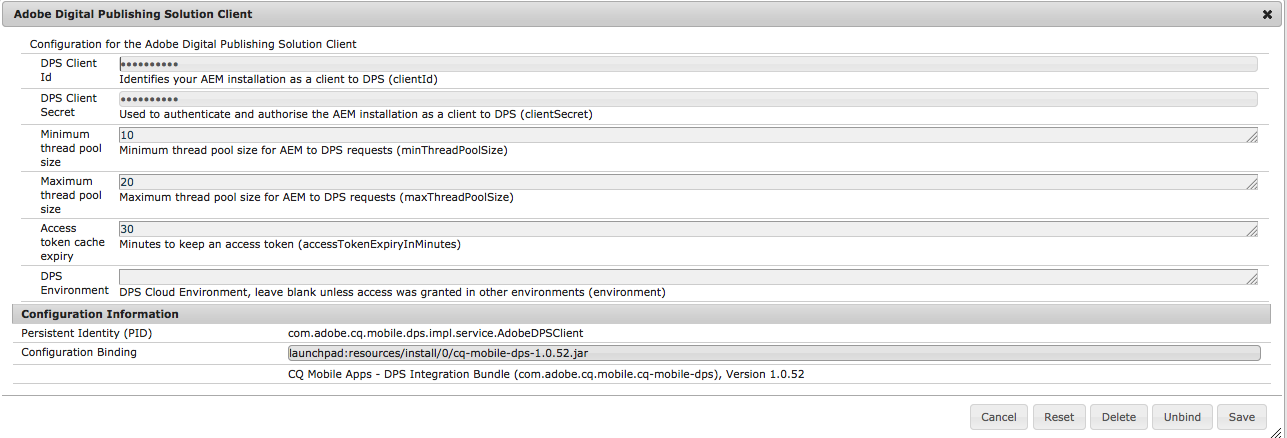 Adobe Digital Publishing Solution Client
Configuration for the Adobe Digital Publishing Solution Client
DPS Client
Id
••••••••••
Identifies your AEM installation as a client to DPS (clientId)
DPS Client
Secret
••••••••••
Used to authenticate and authorise the AEM installation as a client to DPS (clientSecret)
Minimum
thread pool
size
10
Minimum thread pool size for AEM to DPS requests (minThreadPoolSize)
Maximum
thread pool
size
20
Maximum thread pool size for AEM to DPS requests (maxThreadPoolSize)
Access
token cache
expiry
30
Minutes to keep an access token (accessTokenExpiryInMinutes)
DPS
Environment
DPS Cloud Environment, leave blank unless access was granted in other environments (environment)
Configuration Information
Persistent Identity (PID) com.adobe.cq.mobile.dps.impl.service.AdobeDPSClient
Configuration Binding launchpad:resources/install/0/cq-mobile-dps-1.0.52.jar
CQ Mobile Apps - DPS Integration Bundle (com.adobe.cq.mobile.cq-mobile-dps), Version 1.0.52
Cancel Reset Delete Unbind Save